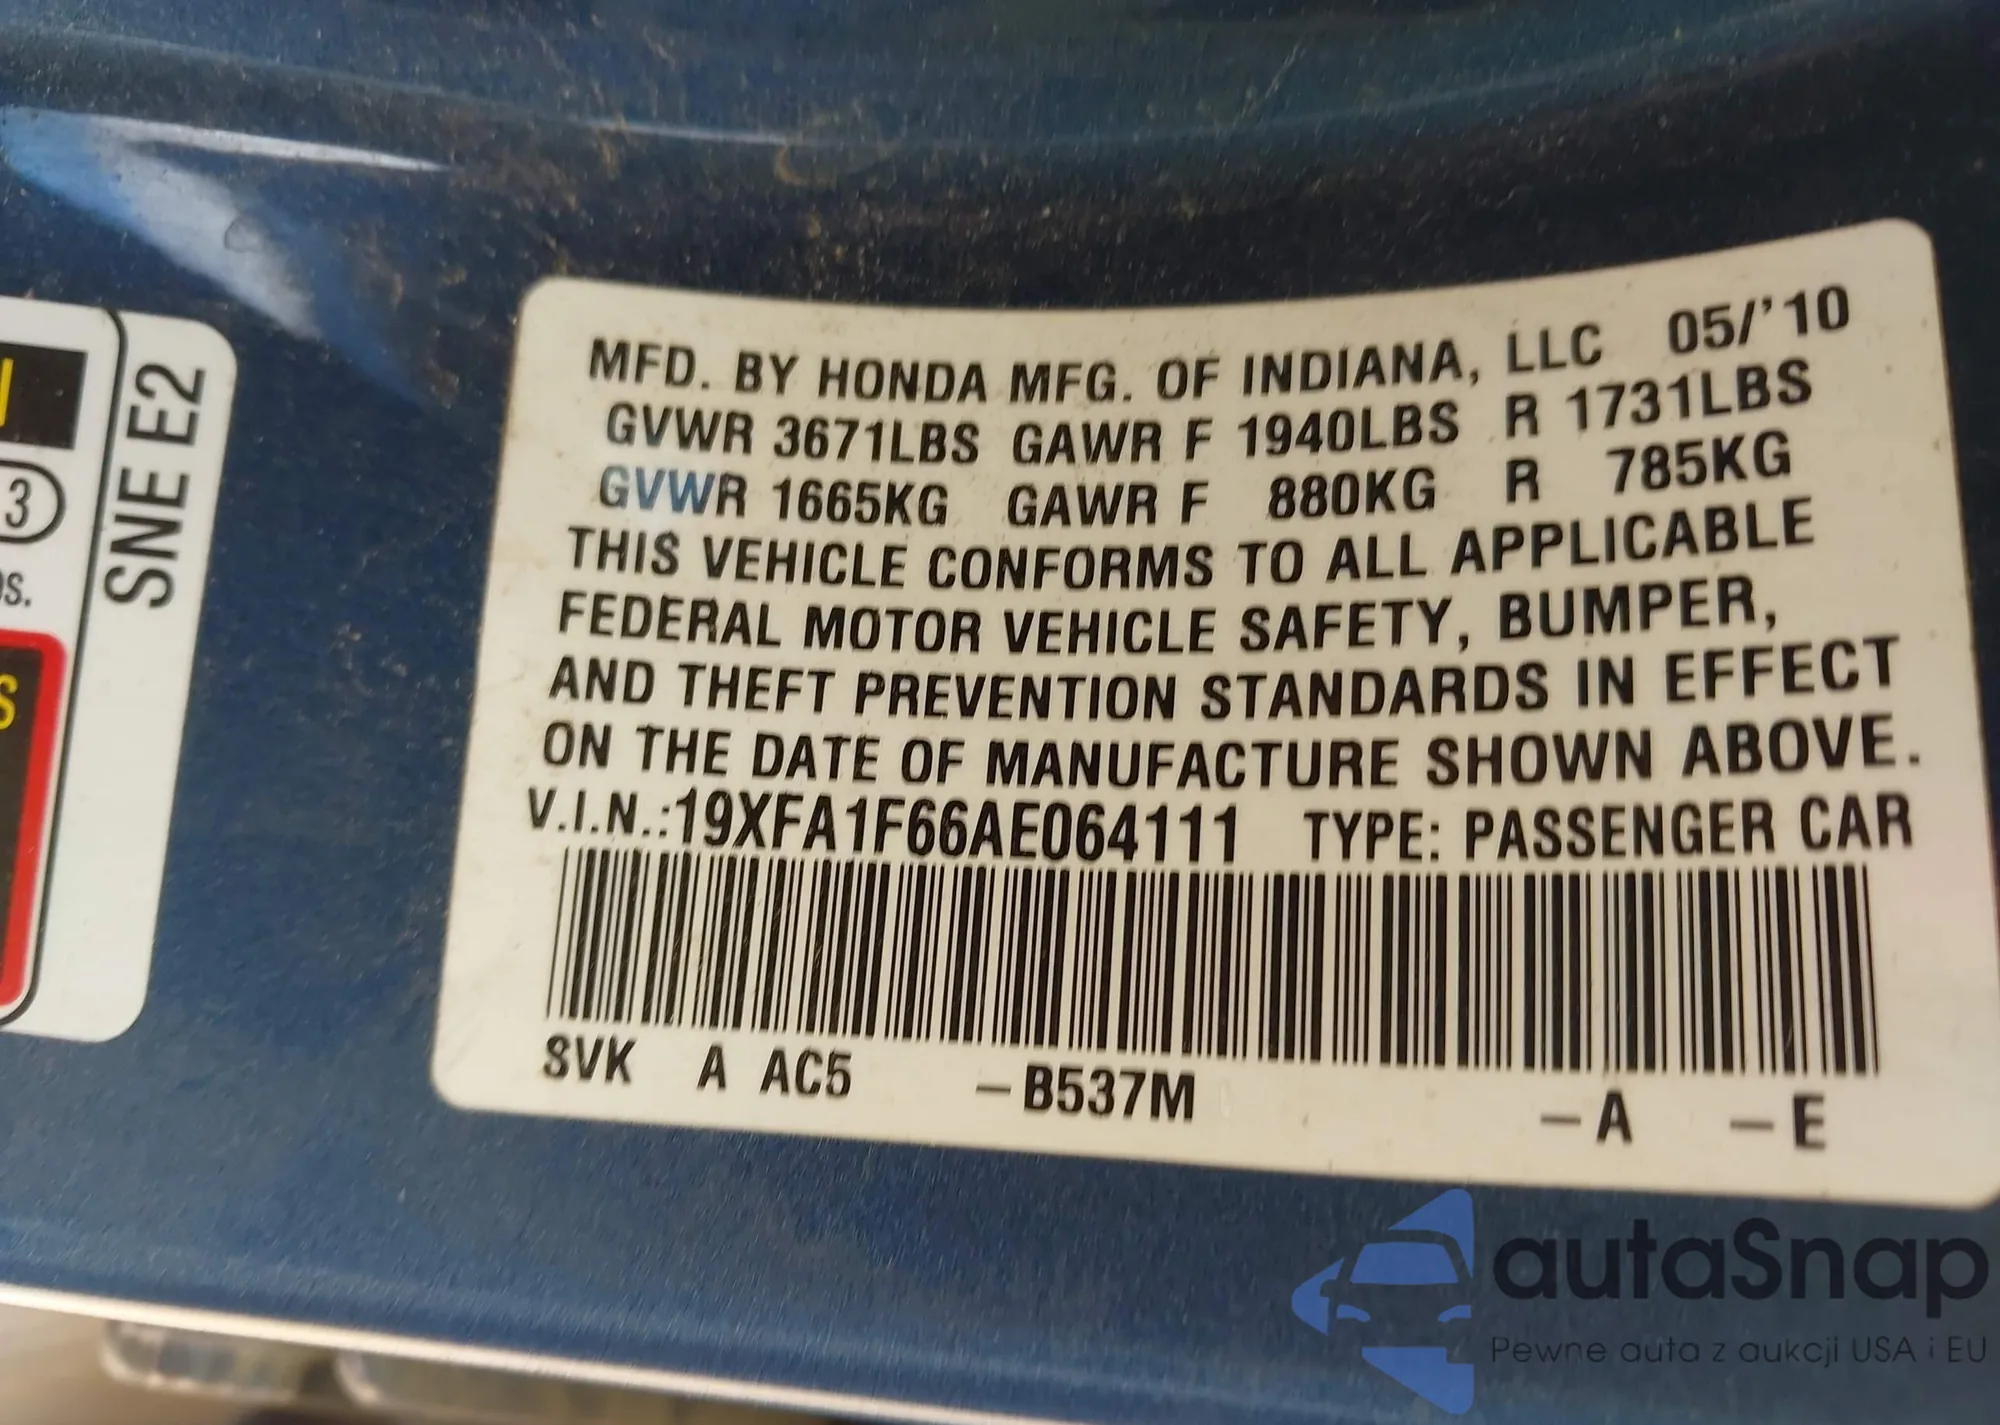 SNE E2
3
S
MFD. BY HONDA MFG. OF INDIANA, LLC 05/'10
GVWR 3671LBS GAWR F 1940LBS R 1731LBS
GVWR 1665KG GAWR F 880KG R 785KG
THIS VEHICLE CONFORMS TO ALL APPLICABLE
FEDERAL MOTOR VEHICLE SAFETY, BUMPER,
AND THEFT PREVENTION STANDARDS IN EFFECT
ON THE DATE OF MANUFACTURE SHOWN ABOVE.
V.I.N.:19XFA1F66AE064111 TYPE: PASSENGER CAR
SVK A AC5 -B537M -A -E
autaSnap
Pewne auta z aukcji USA i EU